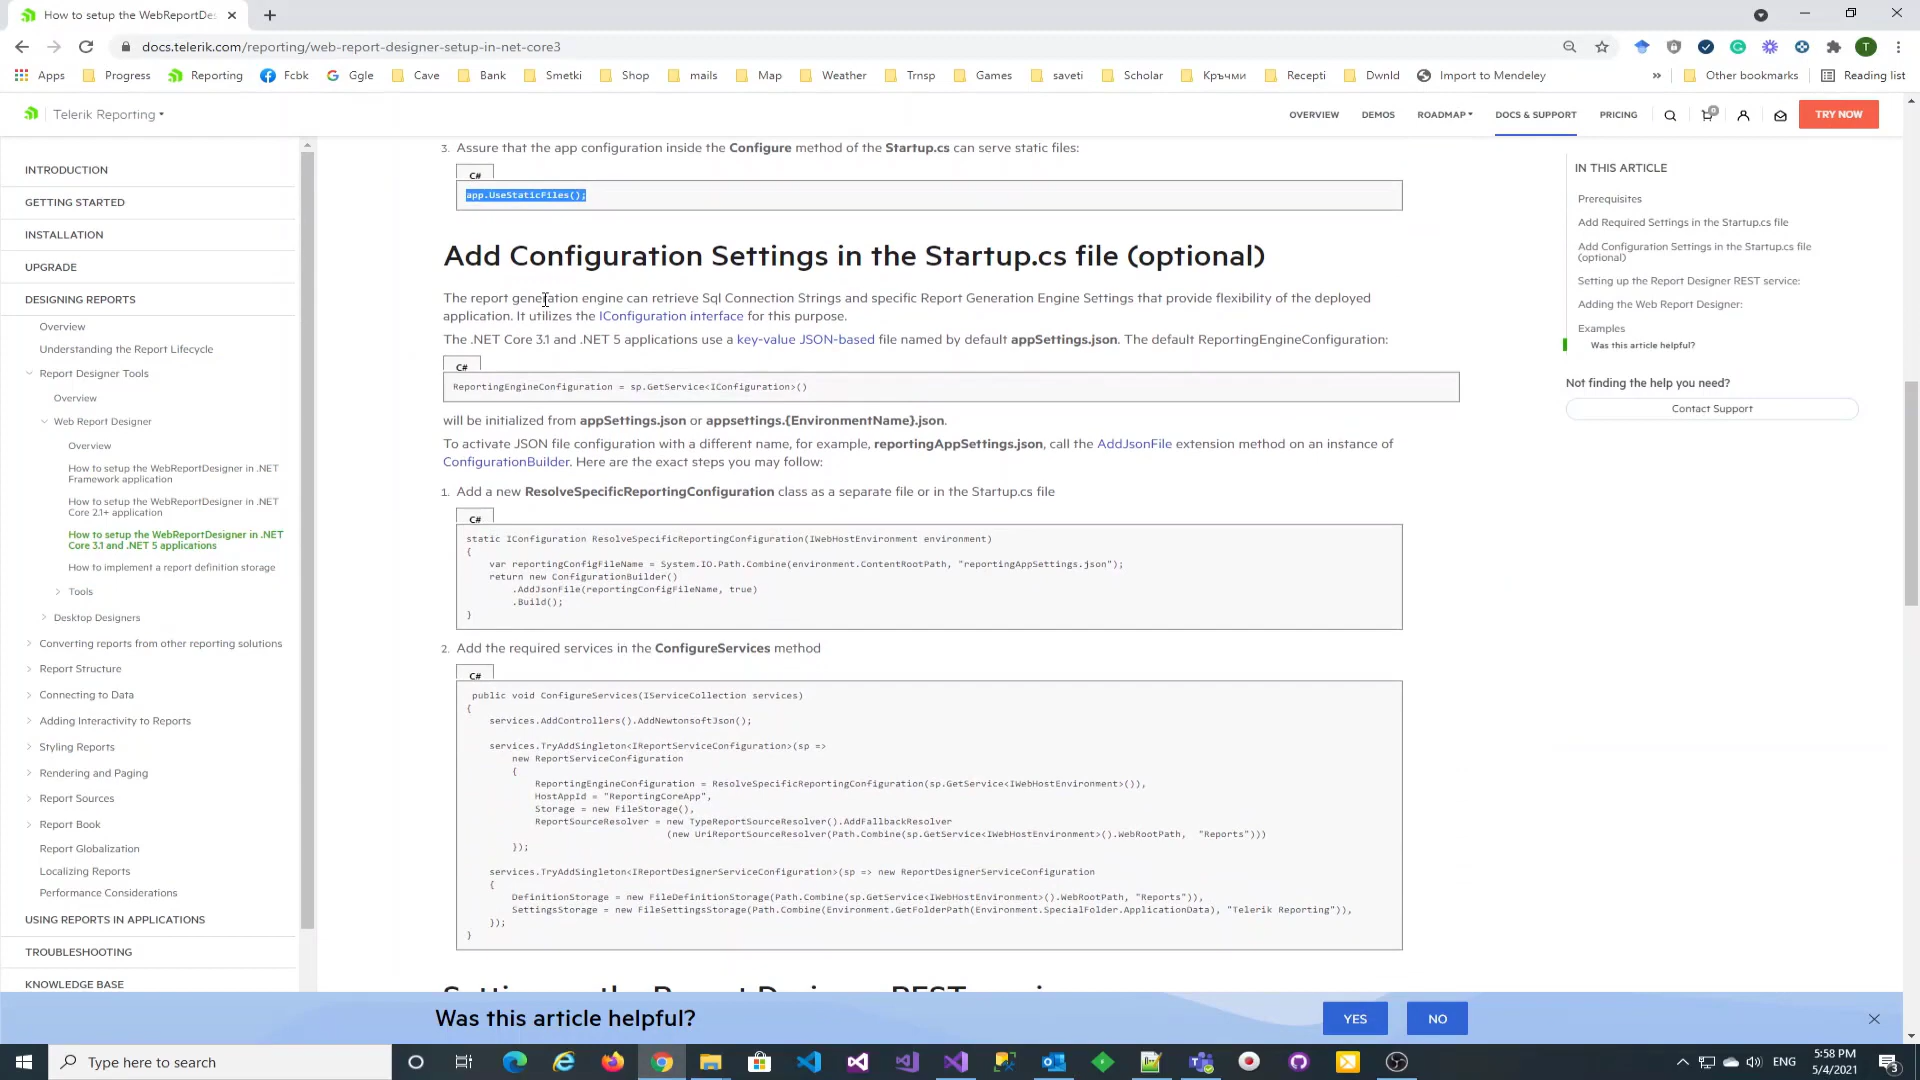 How to setup the WebReportDes
docs.telerik.com/reporting/web-report-designer-setup-in-net-core3
T
Apps
Progress
Reporting
Fcbk
Ggle
Cave
Bank
Smetki
Shop
mails
Map
Weather
Trnsp
Games
saveti
Scholar
Кръчми
Recepti
Dwnld
Import to Mendeley
»
Other bookmarks
Reading list
Telerik Reporting
OVERVIEW
DEMOS
ROADMAP
DOCS & SUPPORT
PRICING
0
TRY NOW
INTRODUCTION
GETTING STARTED
INSTALLATION
UPGRADE
DESIGNING REPORTS
Overview
Understanding the Report Lifecycle
Report Designer Tools
Overview
Web Report Designer
Overview
How to setup the WebReportDesigner in .NET
Framework application
How to setup the WebReportDesigner in .NET
Core 2.1+ application
How to setup the WebReportDesigner in .NET
Core 3.1 and .NET 5 applications
How to implement a report definition storage
Tools
Desktop Designers
Converting reports from other reporting solutions
Report Structure
Connecting to Data
Adding Interactivity to Reports
Styling Reports
Rendering and Paging
Report Sources
Report Book
Report Globalization
Localizing Reports
Performance Considerations
USING REPORTS IN APPLICATIONS
TROUBLESHOOTING
KNOWLEDGE BASE
3. Assure that the app configuration inside the Configure method of the Startup.cs can serve static files:
C#
app.UseStaticFiles();
Add Configuration Settings in the Startup.cs file (optional)
The report generation engine can retrieve Sql Connection Strings and specific Report Generation Engine Settings that provide flexibility of the deployed
application. It utilizes the IConfiguration interface for this purpose.
The .NET Core 3.1 and .NET 5 applications use a key-value JSON-based file named by default appSettings.json. The default ReportingEngineConfiguration:
C#
ReportingEngineConfiguration = sp.GetService<IConfiguration>()
will be initialized from appSettings.json or appsettings.{EnvironmentName}.json.
To activate JSON file configuration with a different name, for example, reportingAppSettings.json, call the AddJsonFile extension method on an instance of
ConfigurationBuilder. Here are the exact steps you may follow:
1. Add a new ResolveSpecificReportingConfiguration class as a separate file or in the Startup.cs file
C#
static IConfiguration ResolveSpecificReportingConfiguration(IWebHostEnvironment environment)
{
var reportingConfigFileName = System.IO.Path.Combine(environment.ContentRootPath, "reportingAppSettings.json");
return new ConfigurationBuilder()
.AddJsonFile(reportingConfigFileName, true)
.Build();
}
2. Add the required services in the ConfigureServices method
C#
public void ConfigureServices(IServiceCollection services)
{
services.AddControllers().AddNewtonsoftJson();
services.TryAddSingleton<IReportServiceConfiguration>(sp =>
new ReportServiceConfiguration
{
ReportingEngineConfiguration = ResolveSpecificReportingConfiguration(sp.GetService<IWebHostEnvironment>()),
HostAppId = "ReportingCoreApp",
Storage = new FileStorage(),
ReportSourceResolver = new TypeReportSourceResolver().AddFallbackResolver
(new UriReportSourceResolver(Path.Combine(sp.GetService<IWebHostEnvironment>().WebRootPath, "Reports")))
});
services.TryAddSingleton<IReportDesignerServiceConfiguration>(sp => new ReportDesignerServiceConfiguration
{
DefinitionStorage = new FileDefinitionStorage(Path.Combine(sp.GetService<IWebHostEnvironment>().WebRootPath, "Reports")),
SettingsStorage = new FileSettingsStorage(Path.Combine(Environment.GetFolderPath(Environment.SpecialFolder.ApplicationData), "Telerik Reporting")),
});
}
IN THIS ARTICLE
Prerequisites
Add Required Settings in the Startup.cs file
Add Configuration Settings in the Startup.cs file
(optional)
Setting up the Report Designer REST service:
Adding the Web Report Designer:
Examples
Was this article helpful?
Not finding the help you need?
Contact Support
Was this article helpful?
YES
NO
Type here to search
ENG
5:58 PM
5/4/2021
3